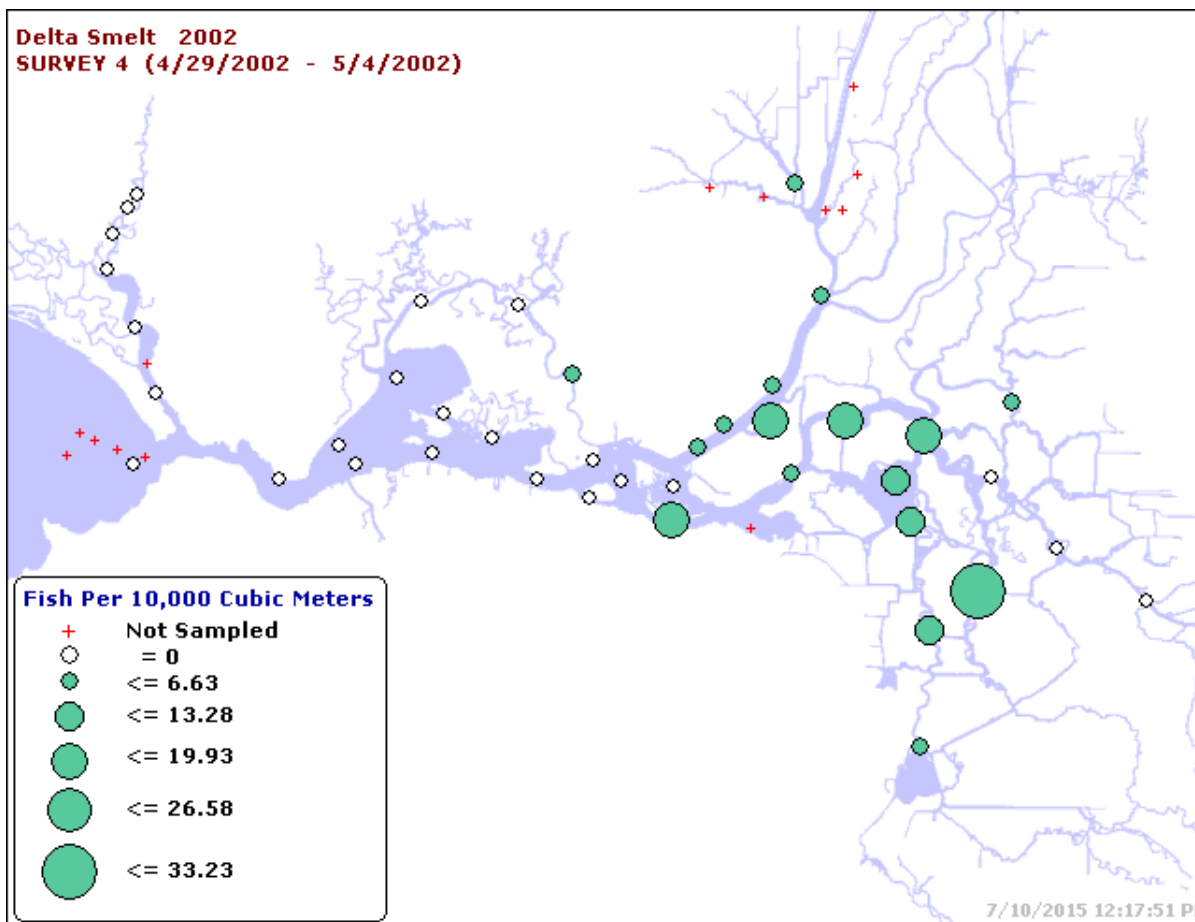 Delta Smelt 2002
SURVEY 4 (4/29/2002 - 5/4/2002)
Fish Per 10,000 Cubic Meters
Not Sampled
= 0
<= 6.63
<= 13.28
<= 19.93
<= 26.58
<= 33.23
7/10/2015 12:17:51 P